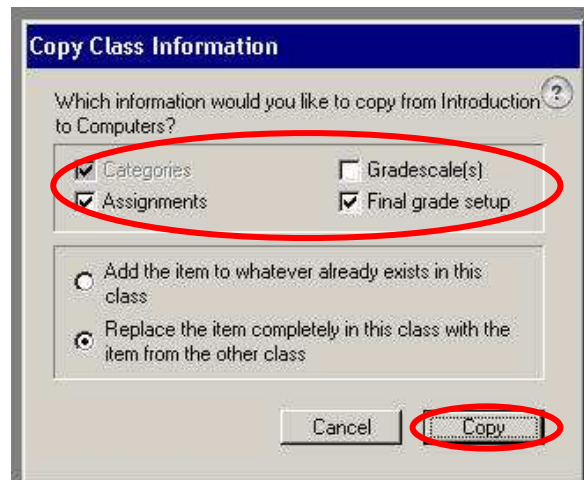 Copy Class Information
?
Which information would you like to copy from Introduction
to Computers?
Categories Gradescale(s)
Assignments Final grade setup
Add the item to whatever already exists in this
class
Replace the item completely in this class with the
item from the other class
Cancel Copy